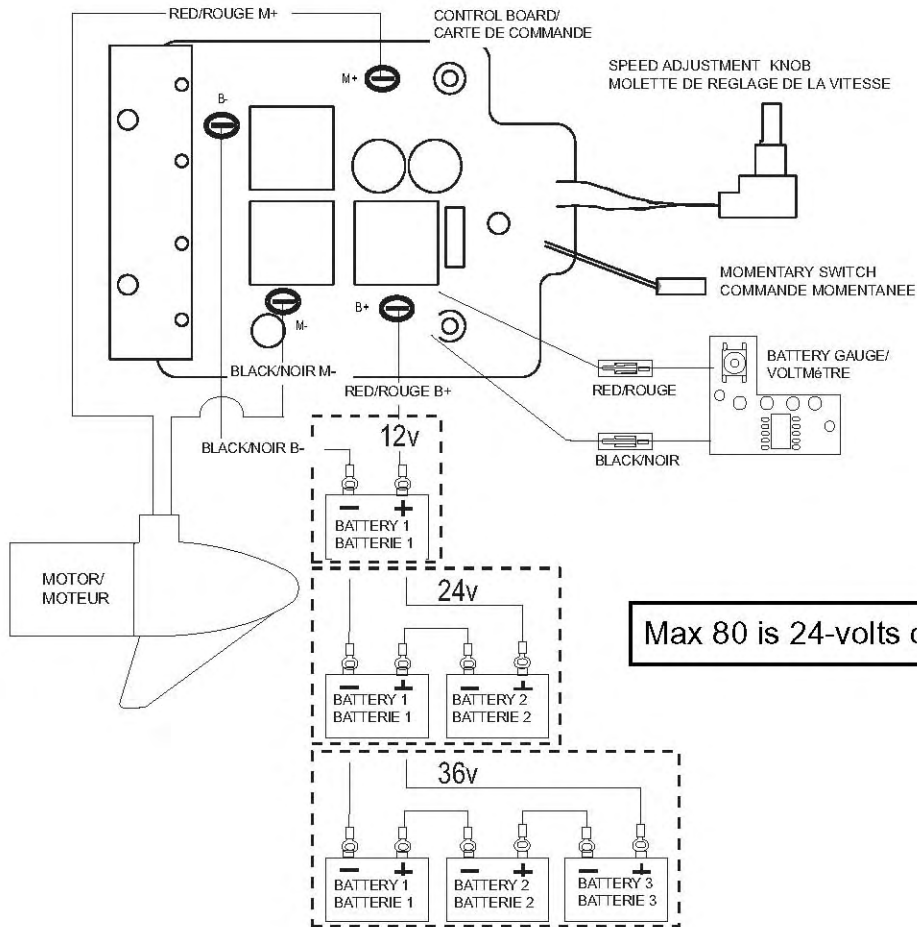 RED/ROUGE M+
CONTROL BOARD/
CARTE DE COMMANDE
SPEED ADJUSTMENT KNOB
MOLETTE DE REGLAGE DE LA VITESSE
M+
B-
MOMENTARY SWITCH
COMMANDE MOMENTANEE
B+
M-
BATTERY GAUGE/
VOLTMéTRE
BLACK/NOIR M-
RED/ROUGE B+
RED/ROUGE
BLACK/NOIR B-
12v
BLACK/NOIR
− +
BATTERY 1
BATTERIE 1
MOTOR/
MOTEUR
24v
Max 80 is 24-volts
− + − +
BATTERY 1 BATTERY 2
BATTERIE 1 BATTERIE 2
36v
− + − + − +
BATTERY 1 BATTERY 2 BATTERY 3
BATTERIE 1 BATTERIE 2 BATTERIE 3